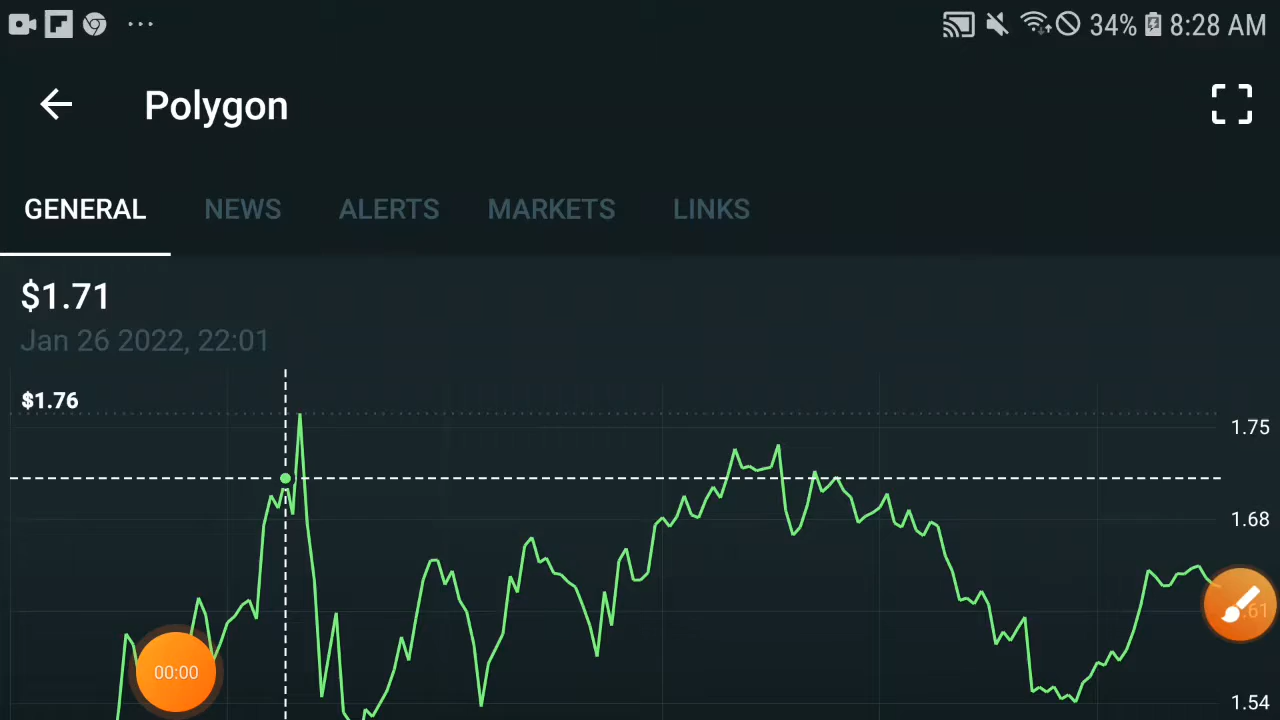 34% 8:28 AM
Polygon
GENERAL NEWS ALERTS MARKETS LINKS
$1.71
Jan 26 2022, 22:01
$1.76
1.75
1.68
.61
1.54
00:00